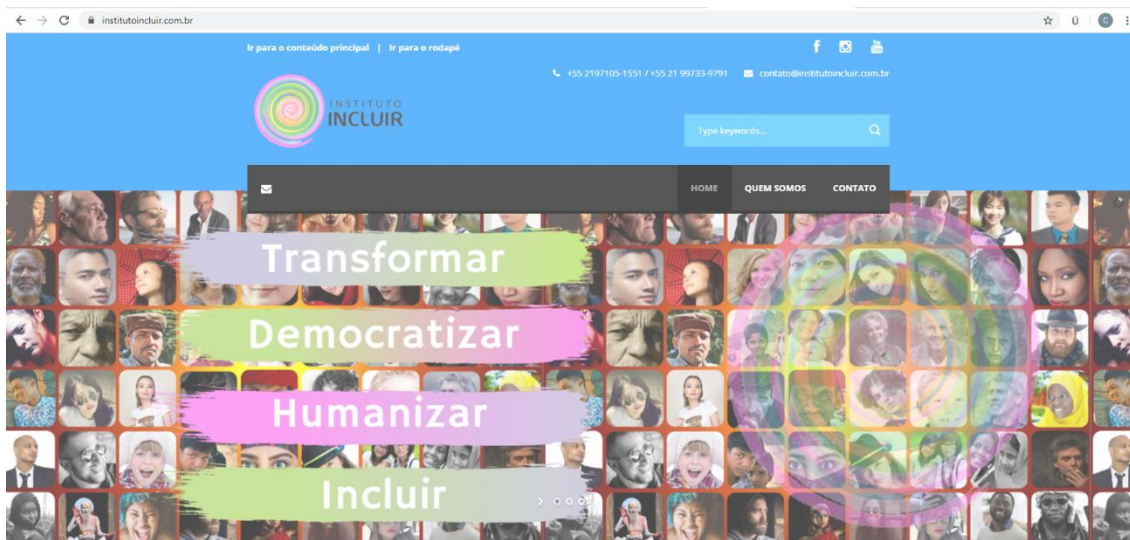 institutoincluir.com.br
Ir para o conteúdo principal | Ir para o rodapé
+55 2197105-1551 / +55 21 99733-9791 contato@institutoincluir.com.br
INSTITUTO
INCLUIR
Type keywords...
HOME QUEM SOMOS CONTATO
Transformar
Democratizar
Humanizar
Incluir